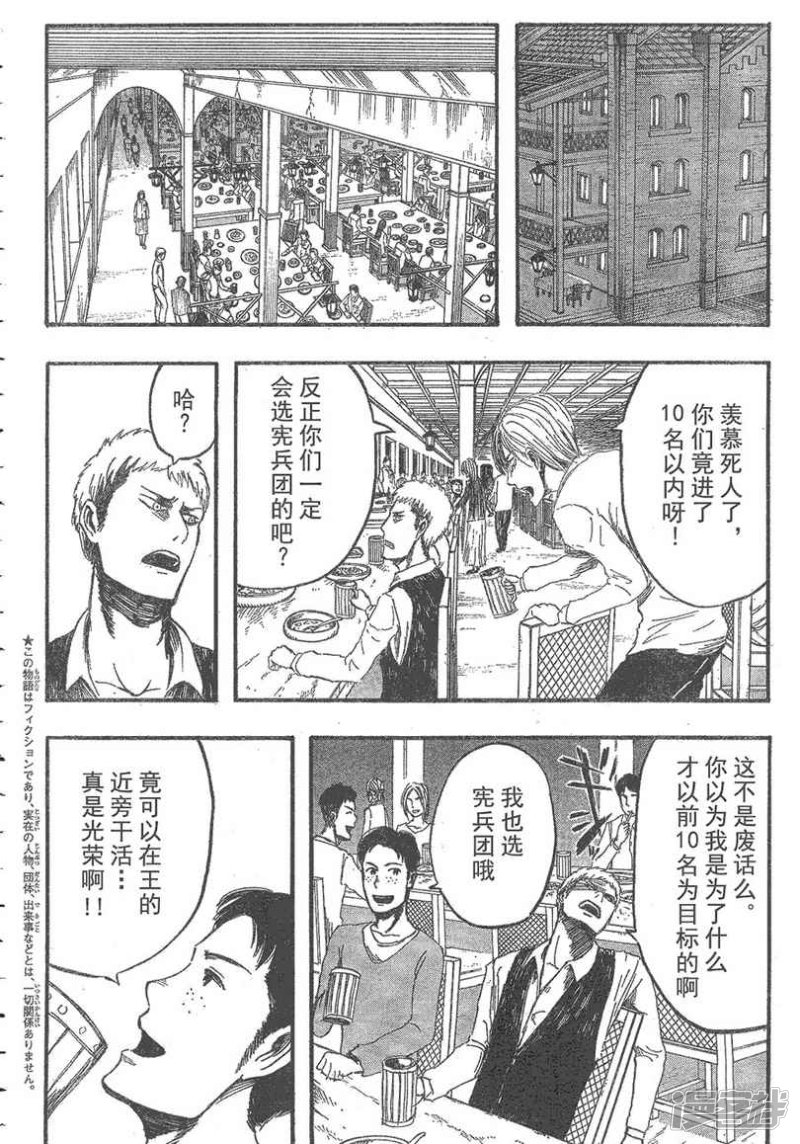 羡慕死人了，
你们竟进了
10名以内呀！
反正你们一定
会选宪兵团的吧？
哈？
这不是废话么。
你以为我是为了什么
才以前10名为目标的啊
我也选
宪兵团哦
竟可以在王的
近旁干活…
真是光荣啊！！
★この物語はフィクションであり、実在の人物、団体、出来事などとは、一切関係ありません。
漫客栈